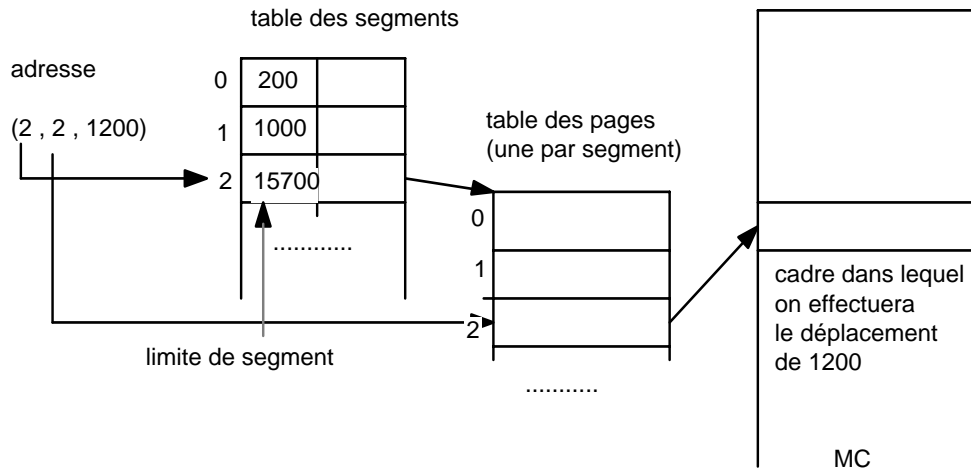 table des segments
adresse
(2 , 2 , 1200)
0
200
1
1000
2
15700
............
limite de segment
table des pages
(une par segment)
0
1
2
...........
cadre dans lequel
on effectuera
le déplacement
de 1200
MC